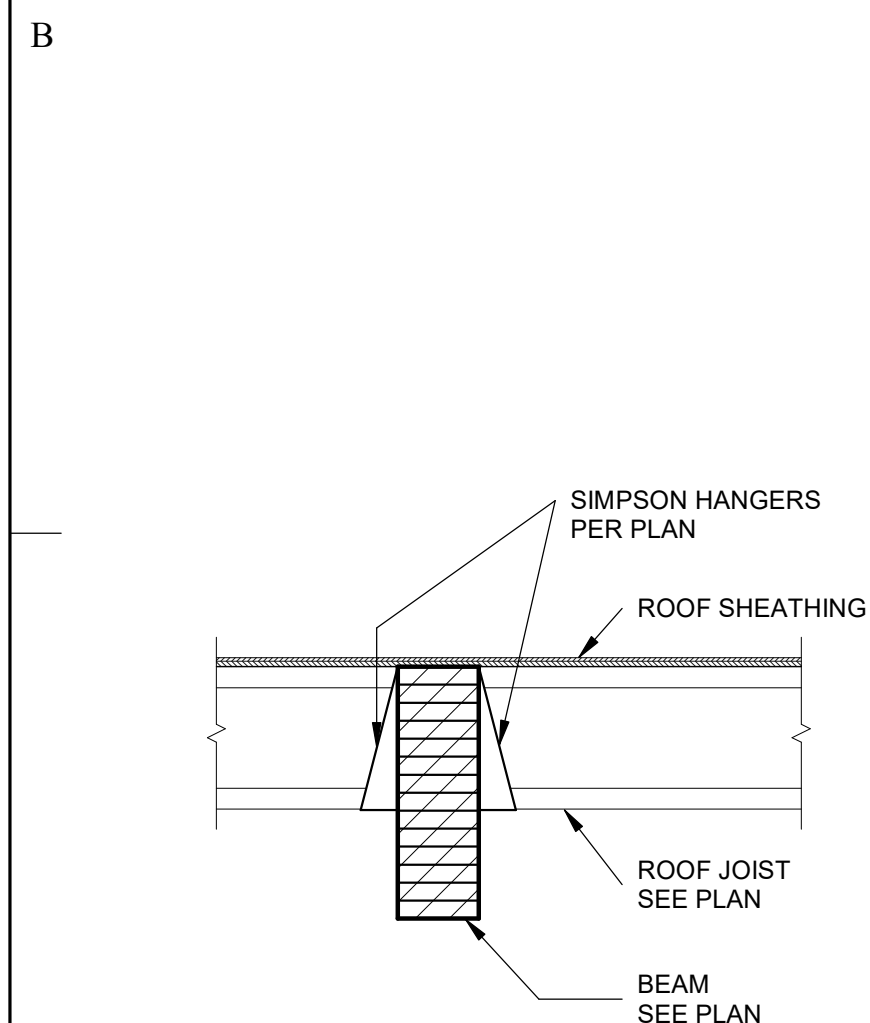 B
SIMPSON HANGERS
PER PLAN
ROOF SHEATHING
ROOF JOIST
SEE PLAN
BEAM
SEE PLAN